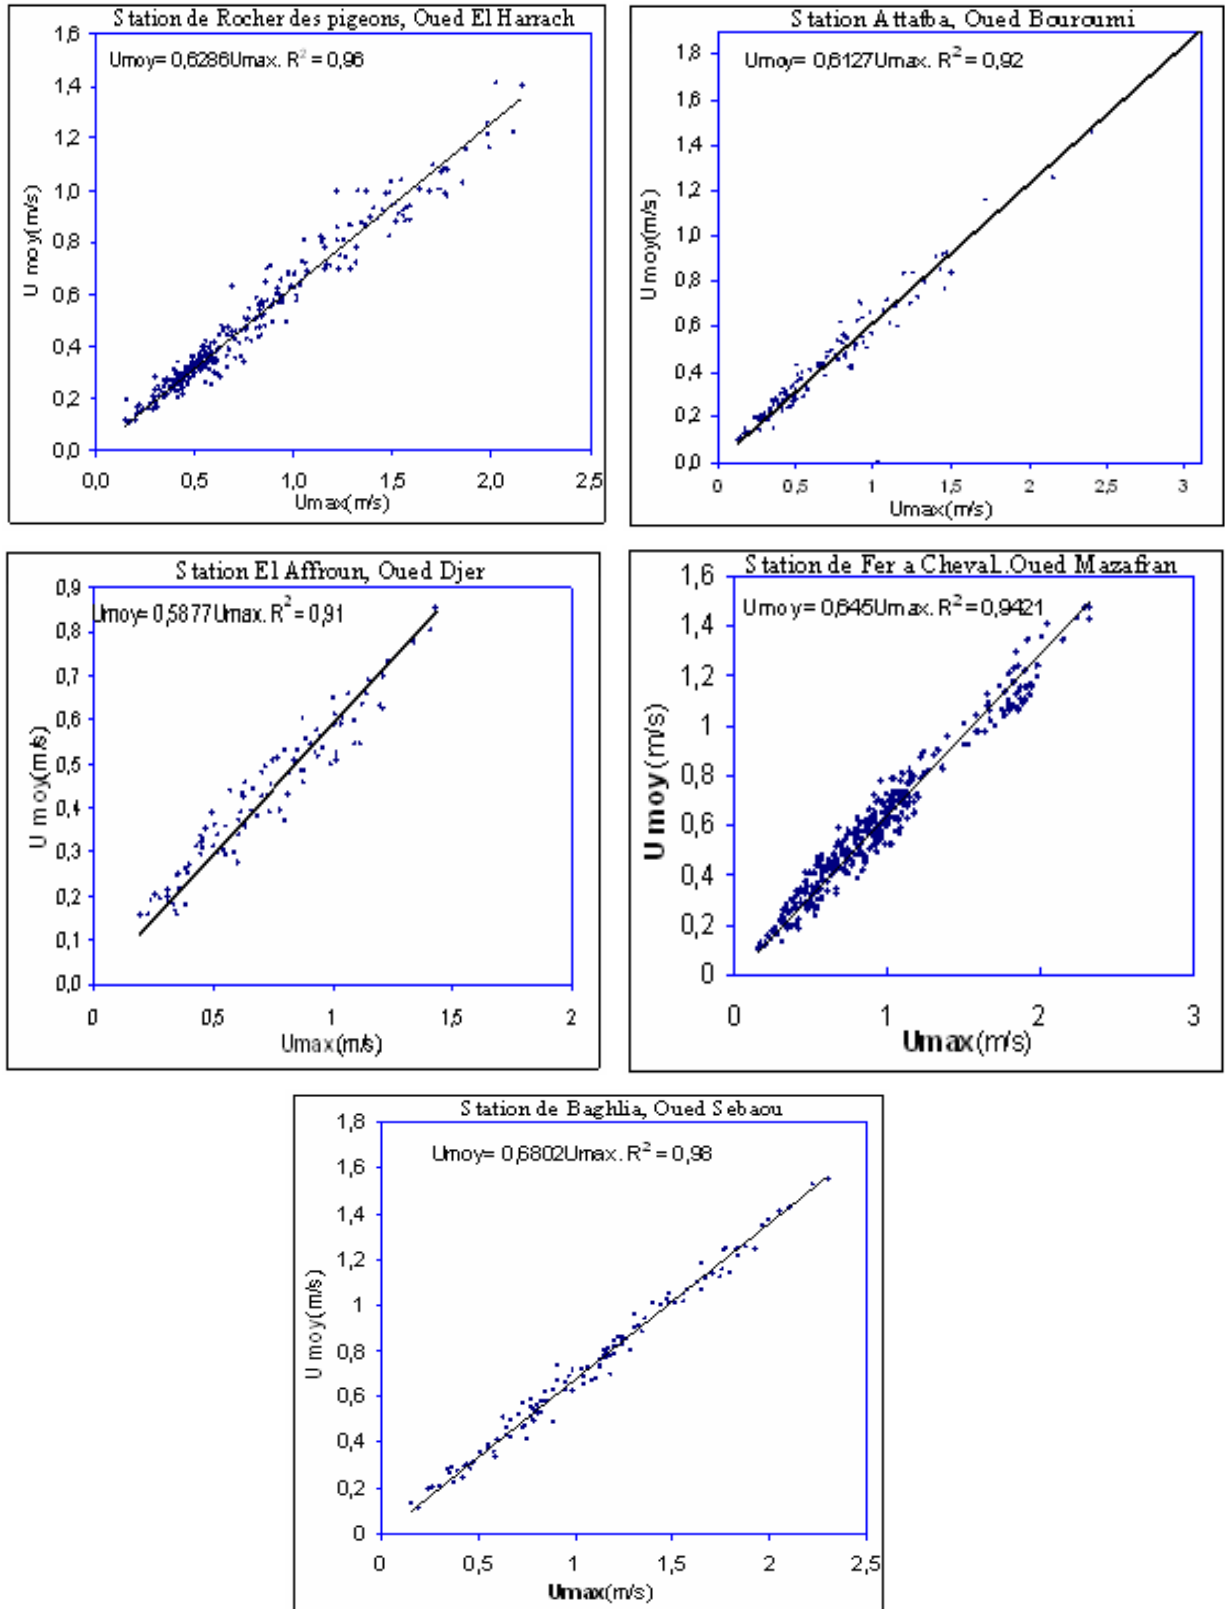 Station de Rocher des pigeons, Oued El Harrach
Umoy= 0,6286Umax. R² = 0,96
1,6
1,4
1,2
1,0
0,8
0,6
0,4
0,2
0,0
U moy(m/s)
0,0 0,5 1,0 1,5 2,0 2,5
Umax(m/s)
Station Attatba, Oued Bouroumi
Umoy= 0,6127Umax. R² = 0,92
1,8
1,6
1,4
1,2
1,0
0,8
0,6
0,4
0,2
0,0
Umoy(m/s)
0 0,5 1 1,5 2 2,5 3
Umax(m/s)
Station El Affroun, Oued Djer
Umoy= 0,5877Umax. R² = 0,91
0,9
0,8
0,7
0,6
0,5
0,4
0,3
0,2
0,1
0,0
U moy(m/s)
0 0,5 1 1,5 2
Umax(m/s)
Station de Fer a Cheval.Oued Mazafran
Umoy= 0,645Umax. R² = 0,9421
1,6
1,4
1,2
1
0,8
0,6
0,4
0,2
0
U moy(m/s)
0 1 2 3
Umax(m/s)
Station de Baghlia, Oued Sebaou
Umoy= 0,6802Umax. R² = 0,98
1,8
1,6
1,4
1,2
1
0,8
0,6
0,4
0,2
0
U moy(m/s)
0 0,5 1 1,5 2 2,5
Umax(m/s)